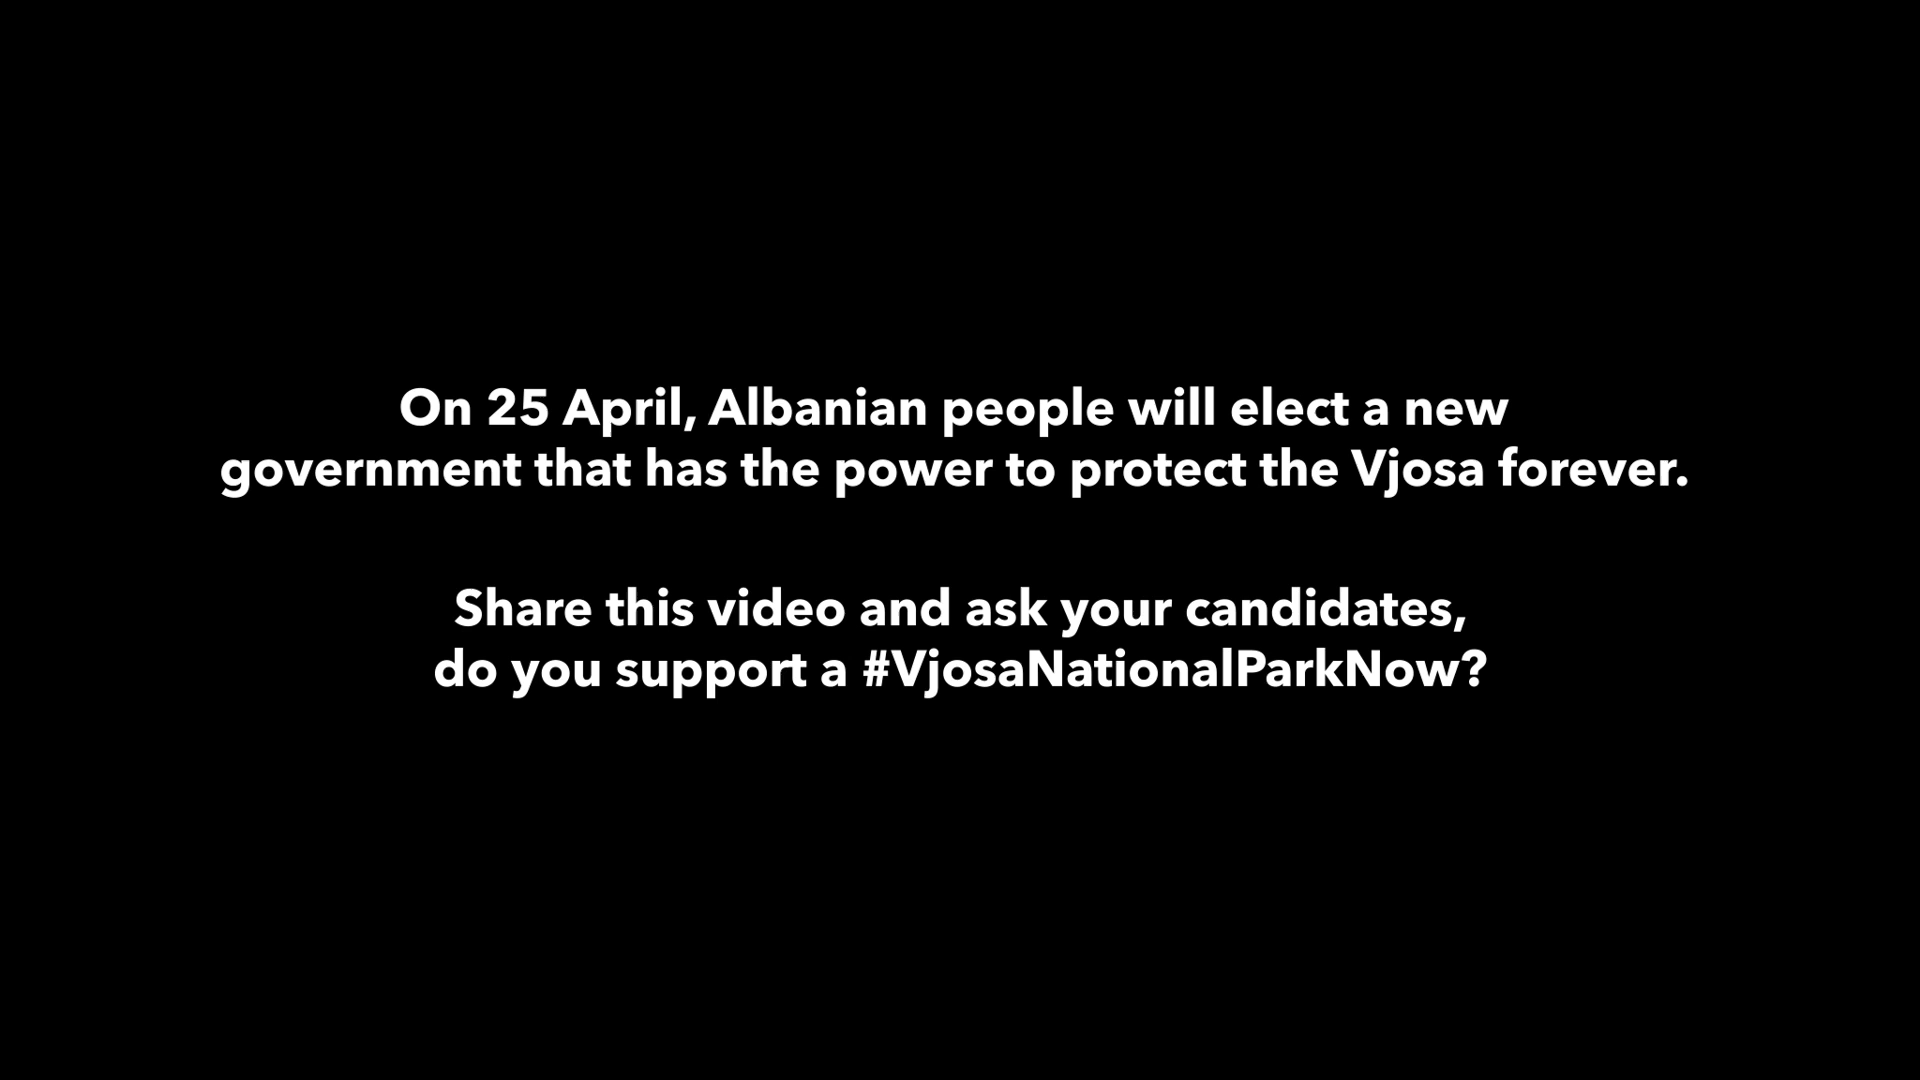 On 25 April, Albanian people will elect a new
government that has the power to protect the Vjosa forever.
Share this video and ask your candidates,
do you support a #VjosaNationalParkNow?